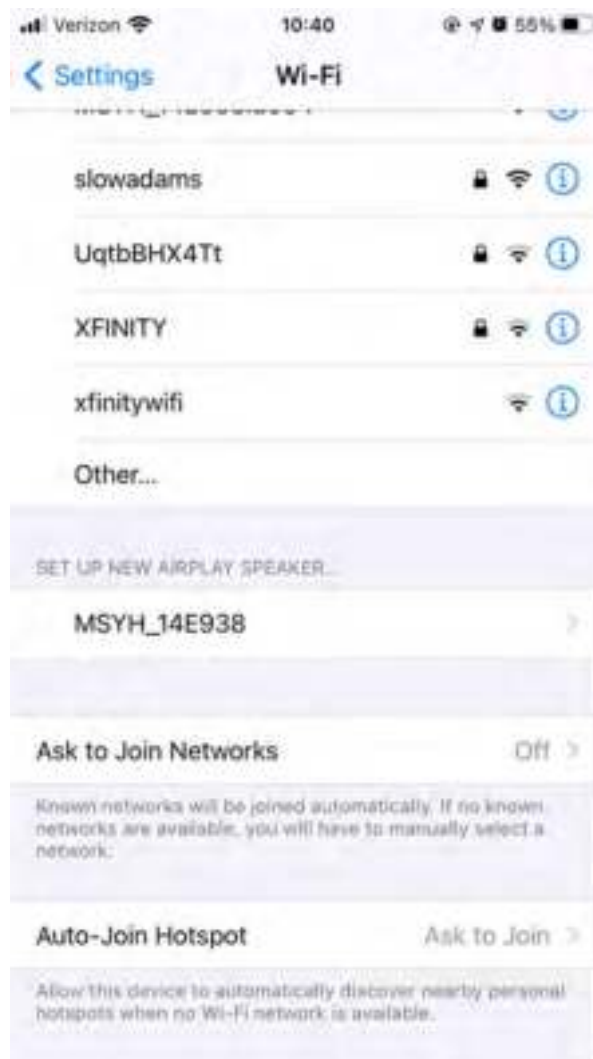 Verizon 10:40 55%
Settings Wi-Fi
slowadams
UqtbBHX4Tt
XFINITY
xfinitywifi
Other...
SET UP NEW AIRPLAY SPEAKER...
MSYH_14E938
Ask to Join Networks Off
Known networks will be joined automatically. If no known
networks are available, you will have to manually select a
network.
Auto-Join Hotspot Ask to Join
Allow this device to automatically discover nearby personal
hotspots when no Wi-Fi network is available.